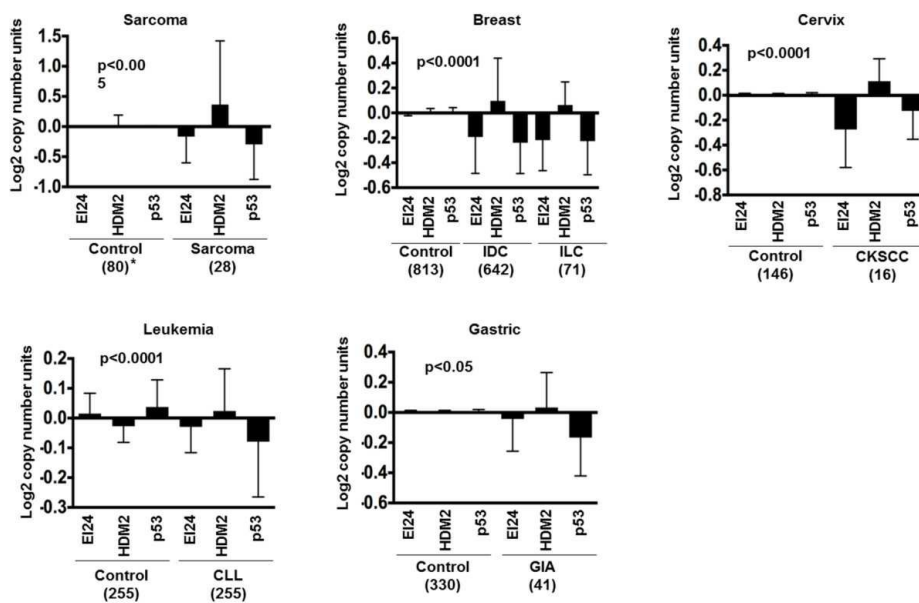 Sarcoma
Log2 copy number units
1.5
1.0
0.5
0.0
-0.5
-1.0
p<0.00
5
EI24
HDM2
p53
EI24
HDM2
p53
Control
(80)*
Sarcoma
(28)
Breast
Log2 copy number units
0.6
0.4
0.2
0.0
-0.2
-0.4
-0.6
p<0.0001
EI24
HDM2
p53
EI24
HDM2
p53
EI24
HDM2
p53
Control
(813)
IDC
(642)
ILC
(71)
Cervix
Log2 copy number units
0.4
0.2
0.0
-0.2
-0.4
-0.6
-0.8
p<0.0001
EI24
HDM2
p53
EI24
HDM2
p53
Control
(146)
CKSCC
(16)
Leukemia
Log2 copy number units
0.2
0.1
0.0
-0.1
-0.2
-0.3
p<0.0001
EI24
HDM2
p53
EI24
HDM2
p53
Control
(255)
CLL
(255)
Gastric
Log2 copy number units
0.4
0.2
0.0
-0.2
-0.4
-0.6
p<0.05
EI24
HDM2
p53
EI24
HDM2
p53
Control
(330)
GIA
(41)